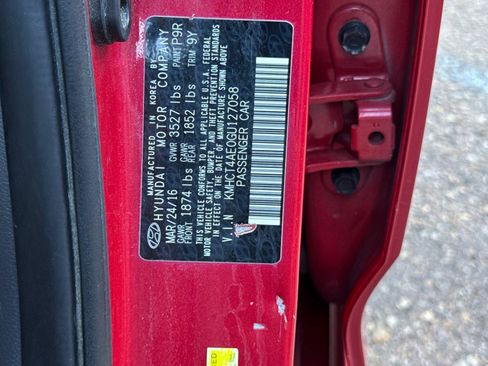 MANUFACTURED IN KOREA BY
HYUNDAI MOTOR COMPANY
MAR/24/16 GVWR 3527 lbs PAINT P9R
GAWR FRONT 1874 lbs GAWR REAR 1852 lbs TRIM 9Y
THIS VEHICLE CONFORMS TO ALL APPLICABLE U.S.A. FEDERAL
MOTOR VEHICLE SAFETY, BUMPER, AND THEFT PREVENTION STANDARDS
IN EFFECT ON THE DATE OF MANUFACTURE SHOWN ABOVE
V.I.N KMHCT4AE0GU127058
PASSENGER CAR